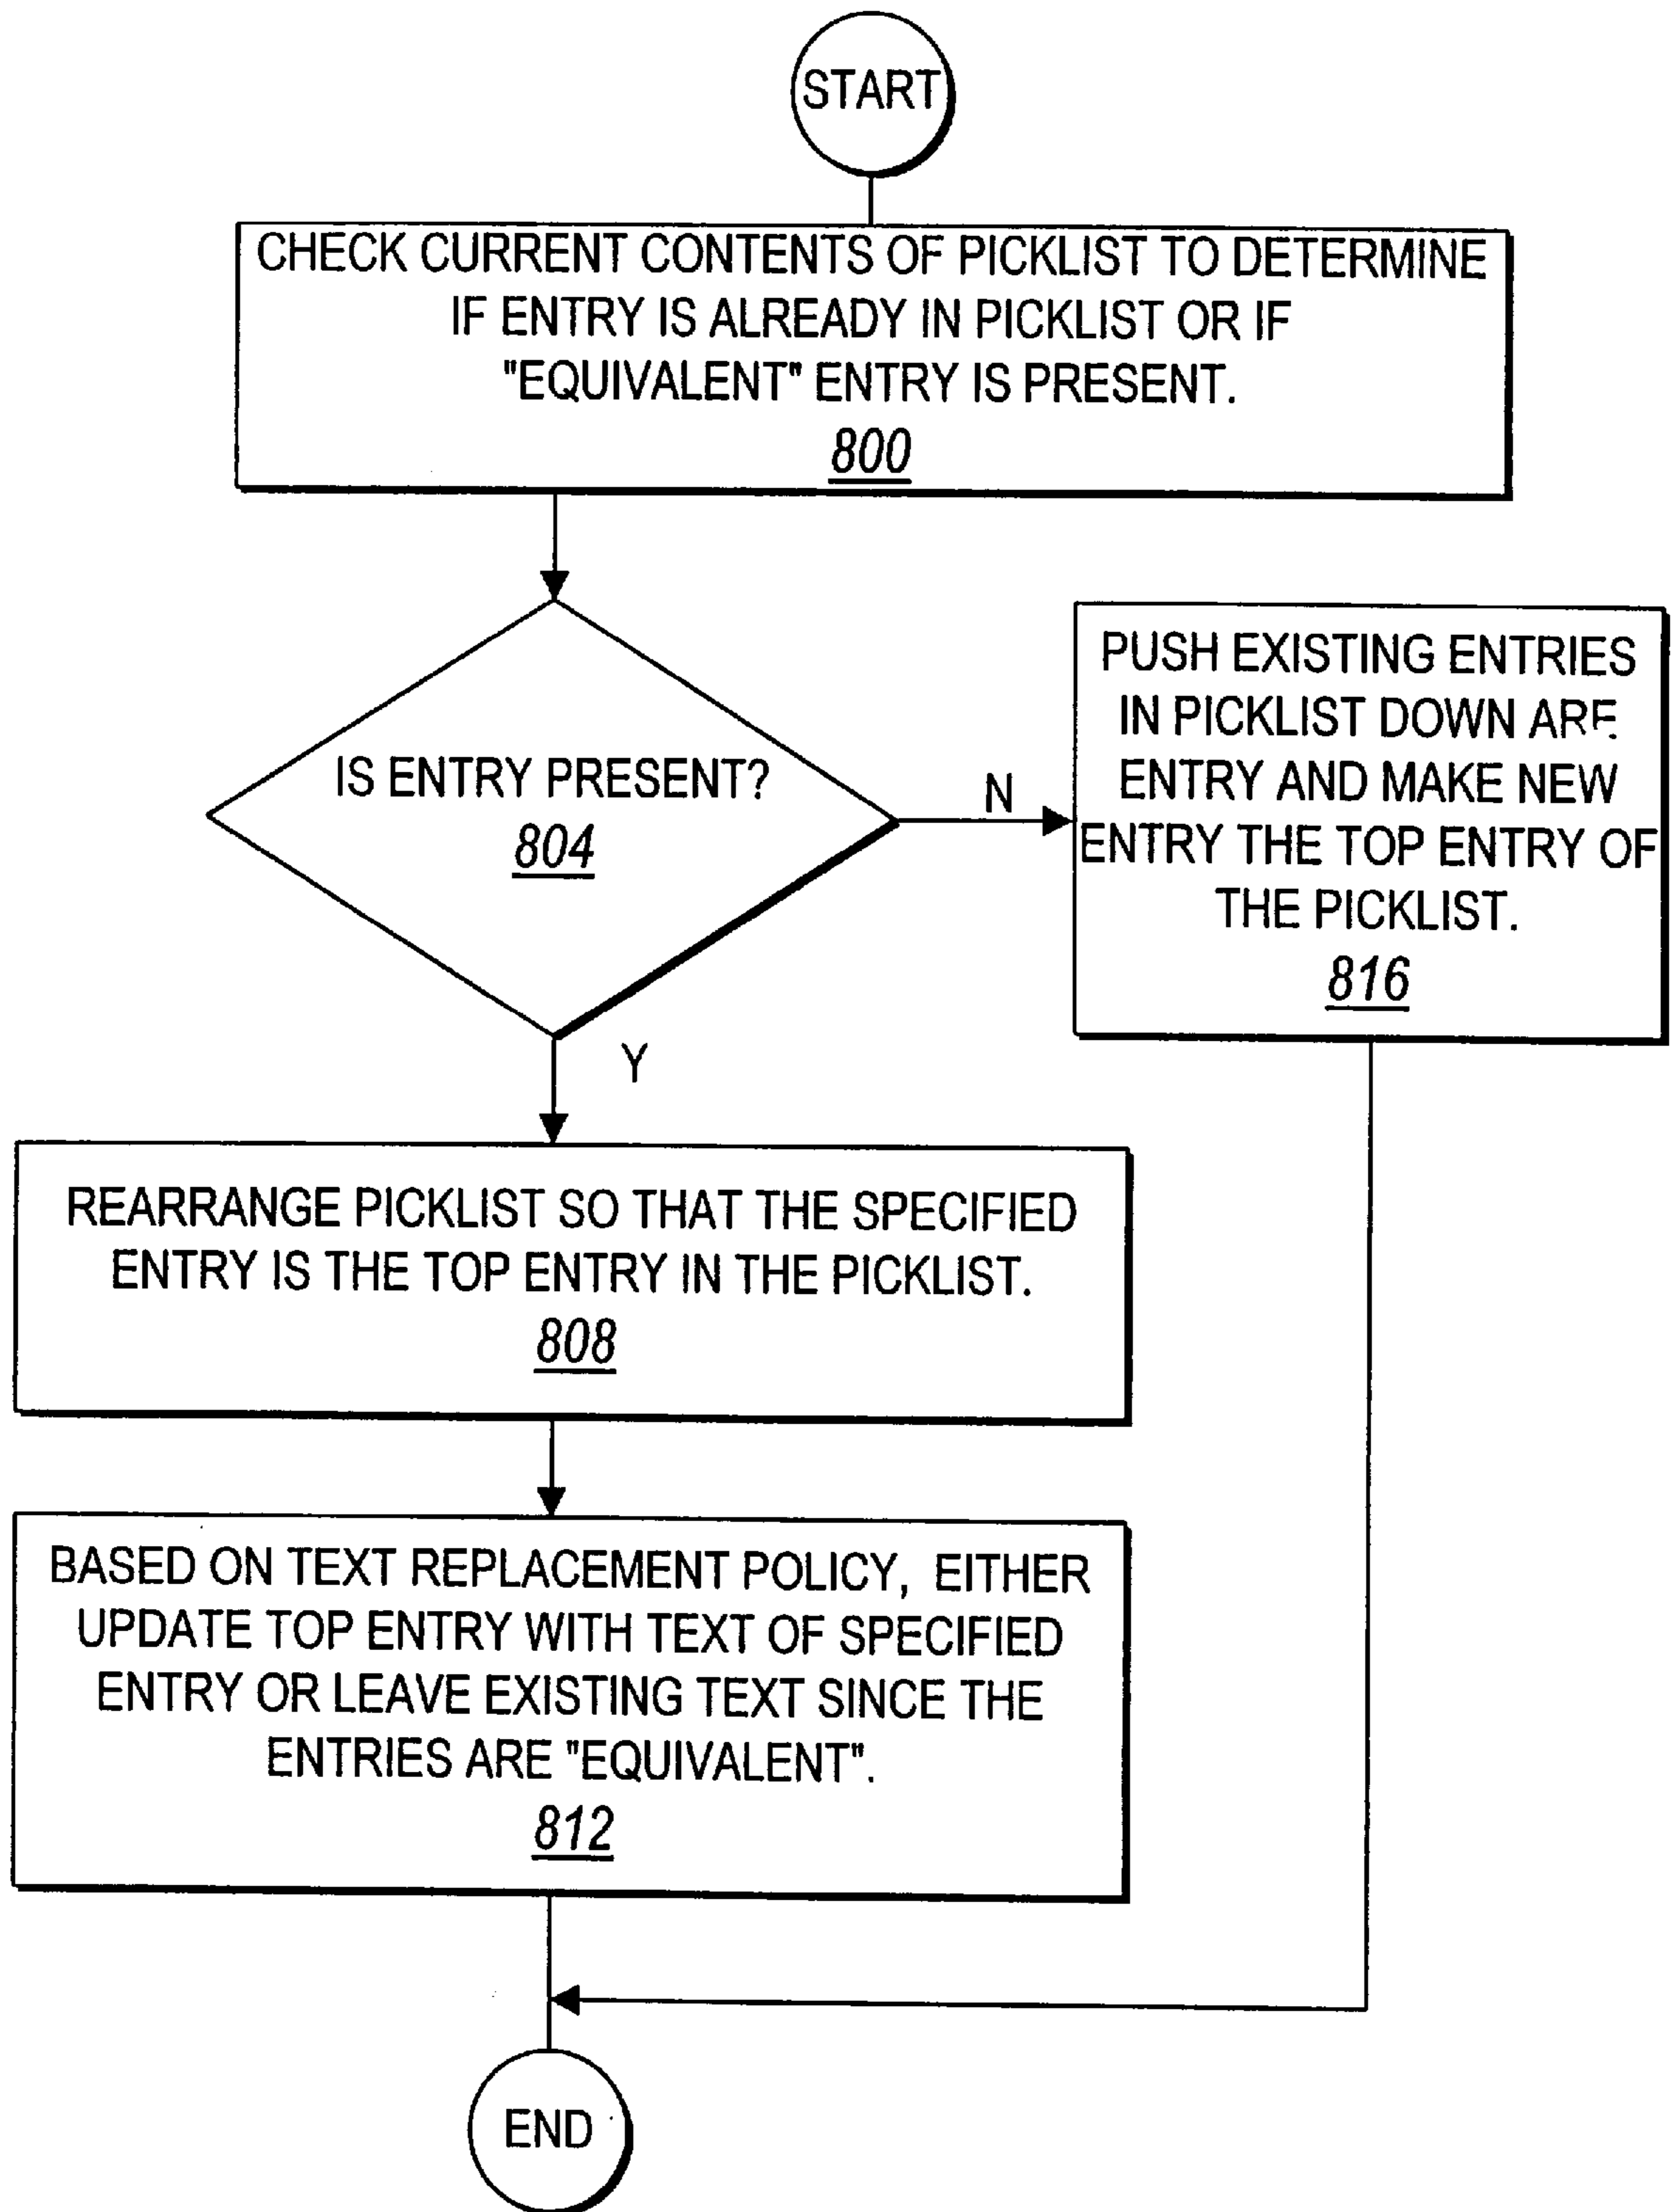 START
CHECK CURRENT CONTENTS OF PICKLIST TO DETERMINE
IF ENTRY IS ALREADY IN PICKLIST OR IF
"EQUIVALENT" ENTRY IS PRESENT.
800
IS ENTRY PRESENT?
804
N
PUSH EXISTING ENTRIES
IN PICKLIST DOWN ARE
ENTRY AND MAKE NEW
ENTRY THE TOP ENTRY OF
THE PICKLIST.
816
Y
REARRANGE PICKLIST SO THAT THE SPECIFIED
ENTRY IS THE TOP ENTRY IN THE PICKLIST.
808
BASED ON TEXT REPLACEMENT POLICY, EITHER
UPDATE TOP ENTRY WITH TEXT OF SPECIFIED
ENTRY OR LEAVE EXISTING TEXT SINCE THE
ENTRIES ARE "EQUIVALENT".
812
END